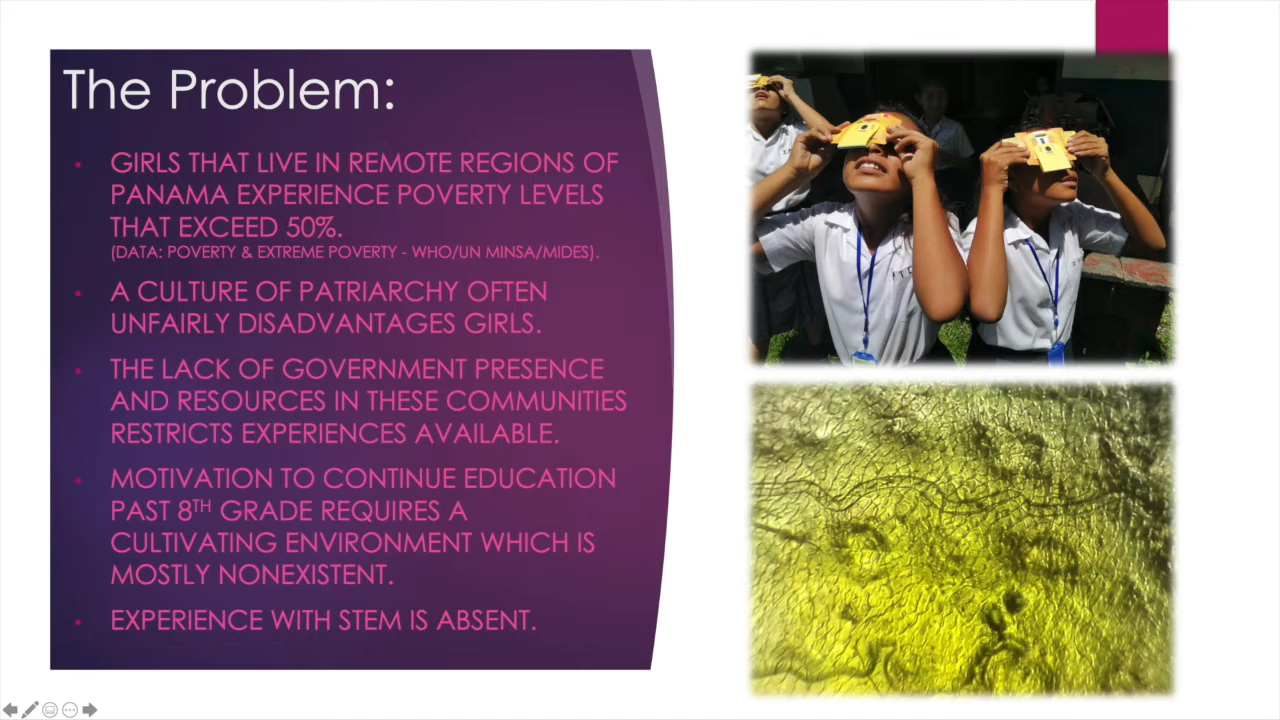 The Problem:
• GIRLS THAT LIVE IN REMOTE REGIONS OF
PANAMA EXPERIENCE POVERTY LEVELS
THAT EXCEED 50%.
(DATA: POVERTY & EXTREME POVERTY - WHO/UN MINSA/MIDES).
• A CULTURE OF PATRIARCHY OFTEN
UNFAIRLY DISADVANTAGES GIRLS.
• THE LACK OF GOVERNMENT PRESENCE
AND RESOURCES IN THESE COMMUNITIES
RESTRICTS EXPERIENCES AVAILABLE.
• MOTIVATION TO CONTINUE EDUCATION
PAST 8TH GRADE REQUIRES A
CULTIVATING ENVIRONMENT WHICH IS
MOSTLY NONEXISTENT.
• EXPERIENCE WITH STEM IS ABSENT.